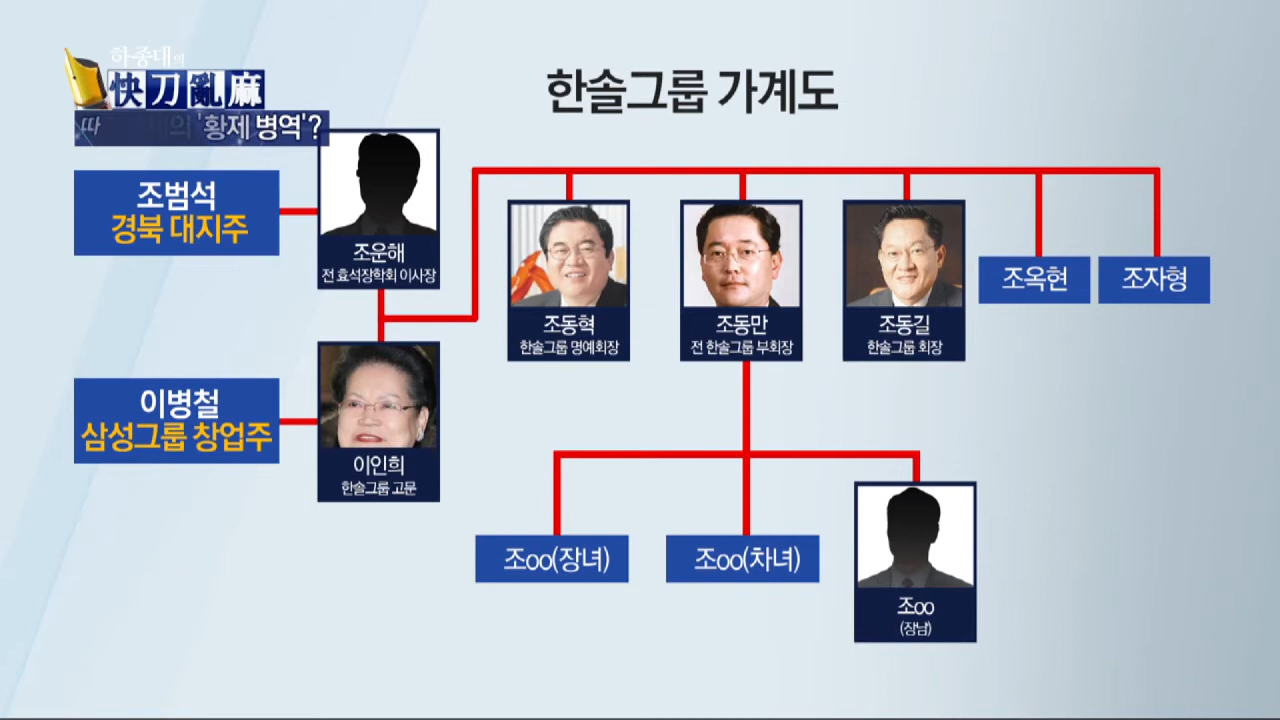 하종대의
快刀亂麻
한솔그룹 가계도
따 의 '황제 병역'?
조범석
경북 대지주
조운해
전 효석장학회 이사장
이병철
삼성그룹 창업주
이인희
한솔그룹 고문
조동혁
한솔그룹 명예회장
조동만
전 한솔그룹 부회장
조동길
한솔그룹 회장
조옥현
조자형
조oo(장녀)
조oo(차녀)
조oo
(장남)